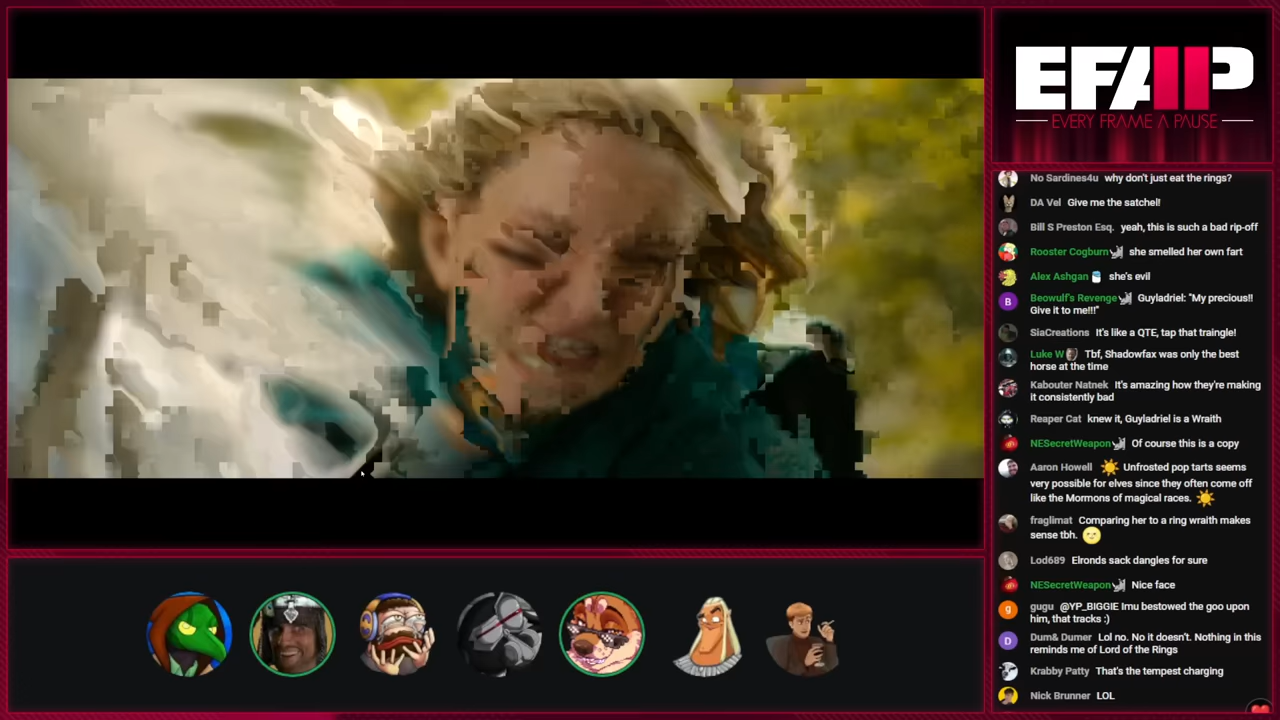 EFAP
EVERY FRAME A PAUSE
No Sardines4u why don't just eat the rings?
DA Vel Give me the satchel!
Bill S Preston Esq. yeah, this is such a bad rip-off
Rooster Cogburn she smelled her own fart
Alex Ashgan she's evil
Beowulf's Revenge Guyladriel: "My precious!!
Give it to me!!!"
SiaCreations It's like a QTE, tap that traingle!
Luke W Tbf, Shadowfax was only the best
horse at the time
Kabouter Natnek It's amazing how they're making
it consistently bad
Reaper Cat knew it, Guyladriel is a Wraith
NESecretWeapon Of course this is a copy
Aaron Howell Unfrosted pop tarts seems
very possible for elves since they often come off
like the Mormons of magical races.
fraglimat Comparing her to a ring wraith makes
sense tbh.
Lod689 Elronds sack dangles for sure
NESecretWeapon Nice face
g gugu @YP_BIGGIE Imu bestowed the goo upon
him, that tracks :)
D Dum& Dumer Lol no. No it doesn't. Nothing in this
reminds me of Lord of the Rings
Krabby Patty That's the tempest charging
Nick Brunner LOL